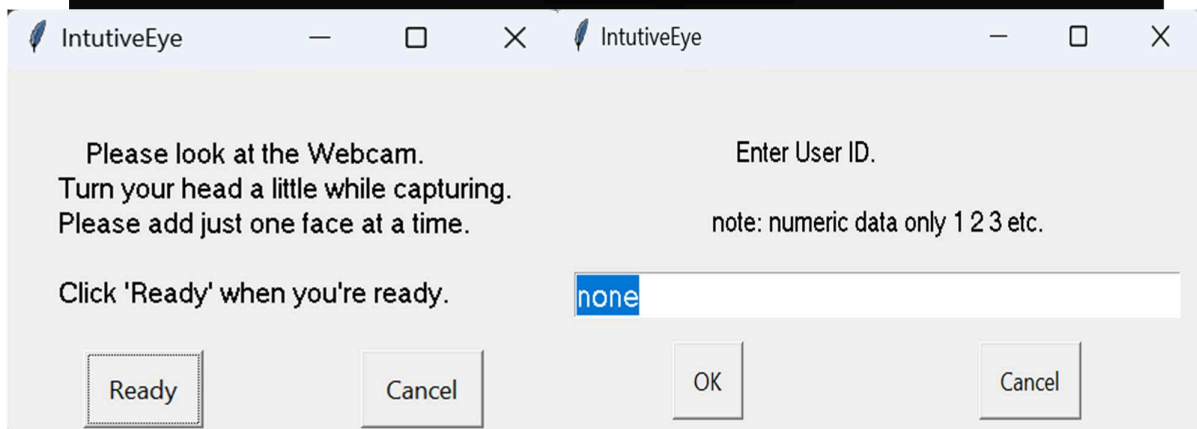 IntutiveEye
Please look at the Webcam.
Turn your head a little while capturing.
Please add just one face at a time.
Click 'Ready' when you're ready.
Ready
Cancel
IntutiveEye
Enter User ID.
note: numeric data only 1 2 3 etc.
none
OK
Cancel